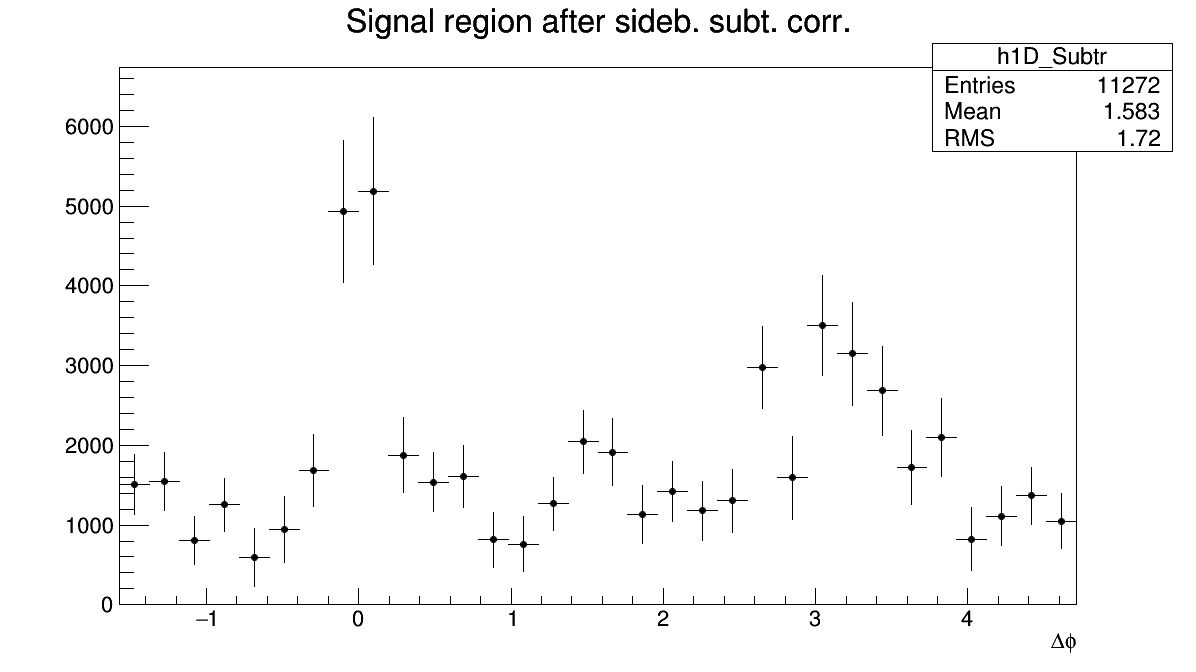 Signal region after sideb. subt. corr.
h1D_Subtr
Entries 11272
Mean 1.583
RMS 1.72
6000
5000
4000
3000
2000
1000
0
−1 0 1 2 3 4
Δϕ